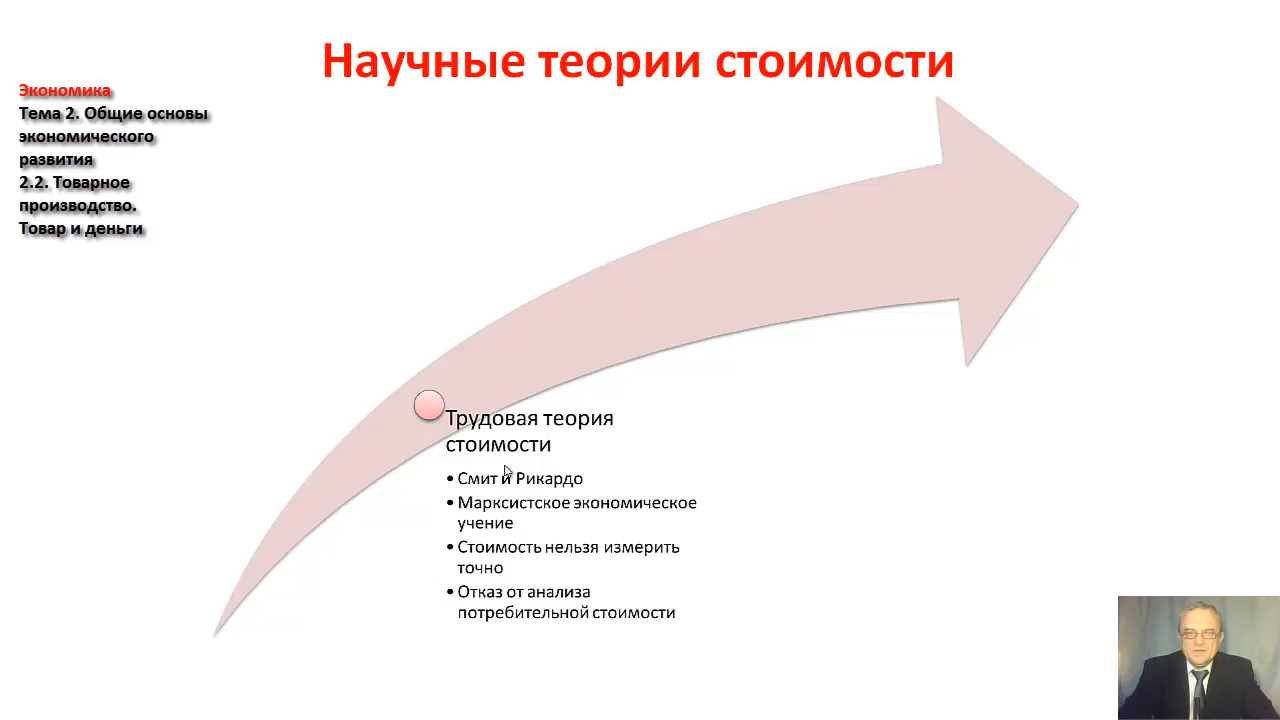 Научные теории стоимости
Экономика
Тема 2. Общие основы
экономического
развития
2.2. Товарное
производство.
Товар и деньги
Трудовая теория
стоимости
• Смит и Рикардо
• Марксистское экономическое
учение
• Стоимость нельзя измерить
точно
• Отказ от анализа
потребительной стоимости